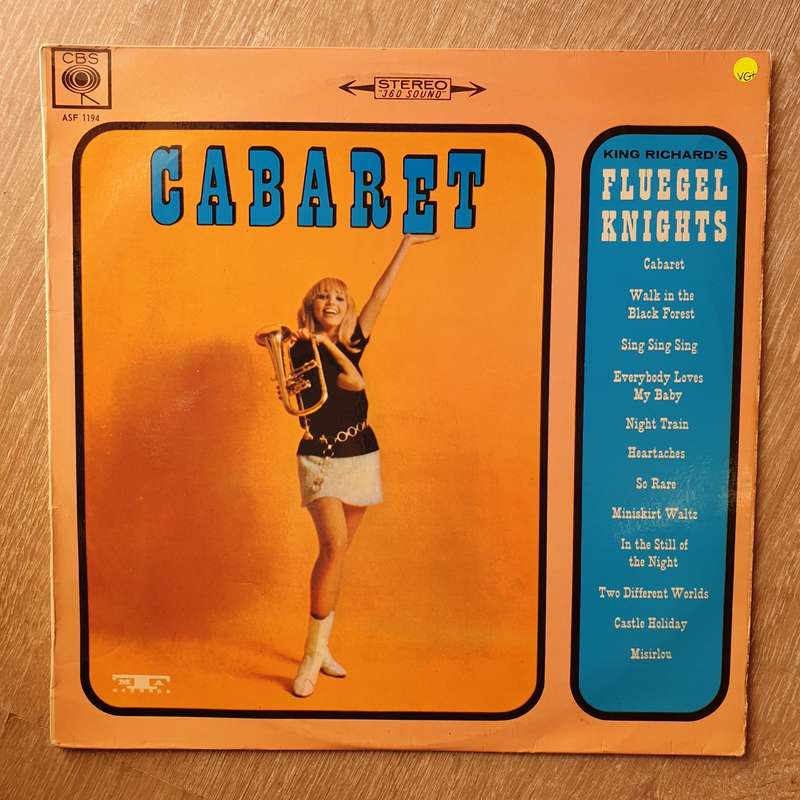 CBS
ASF 1194
STEREO
"360 SOUND"
VG+
CABARET
KING RICHARD'S
FLUEGEL
KNIGHTS
Cabaret
Walk in the
Black Forest
Sing Sing Sing
Everybody Loves
My Baby
Night Train
Heartaches
So Rare
Miniskirt Waltz
In the Still of
the Night
Two Different Worlds
Castle Holiday
Misirlou
MTA
RECORDS